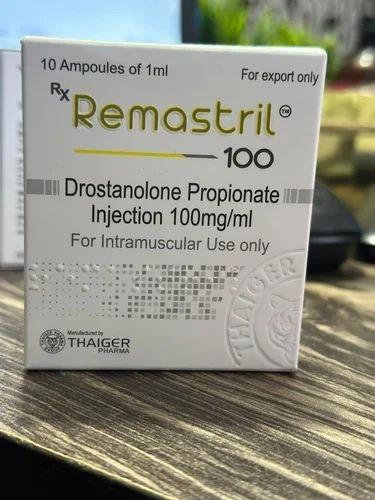 10 Ampoules of 1ml
For export only
Rx Remastril™
100
Drostanolone Propionate
Injection 100mg/ml
For Intramuscular Use only
THAIGER
Manufactured by
THAIGER
PHARMA